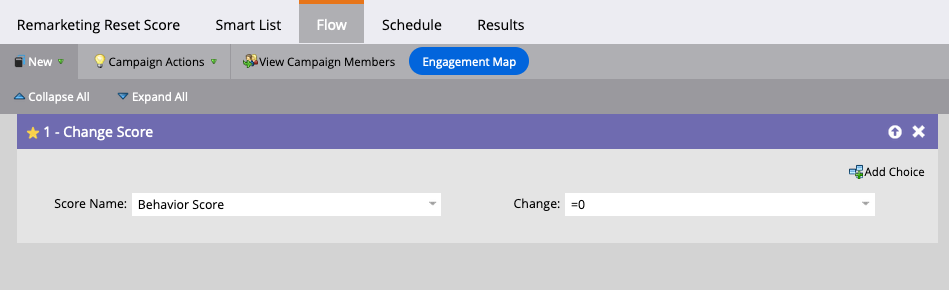 Remarketing Reset Score Smart List Flow Schedule Results
New Campaign Actions View Campaign Members Engagement Map
Collapse All Expand All
1 - Change Score
Add Choice
Score Name: Behavior Score Change: =0